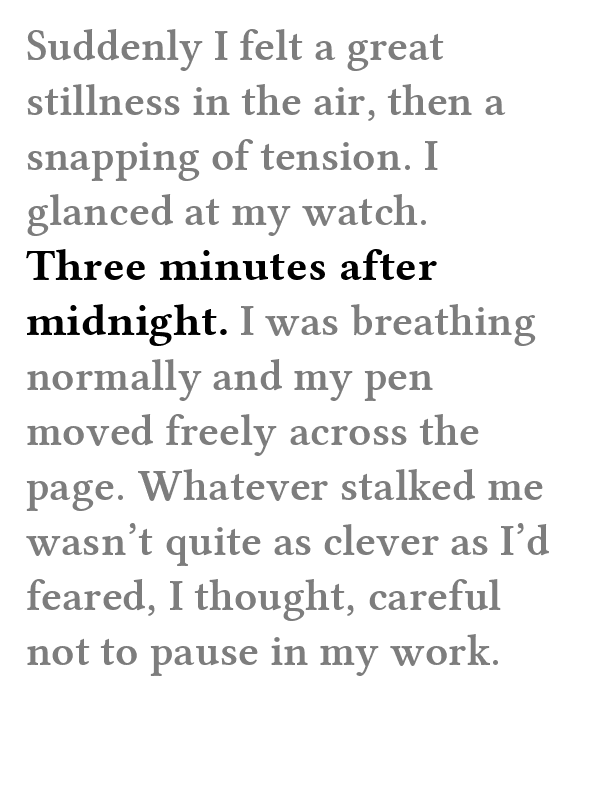 Suddenly I felt a great
stillness in the air, then a
snapping of tension. I
glanced at my watch.
Three minutes after
midnight. I was breathing
normally and my pen
moved freely across the
page. Whatever stalked me
wasn’t quite as clever as I’d
feared, I thought, careful
not to pause in my work.